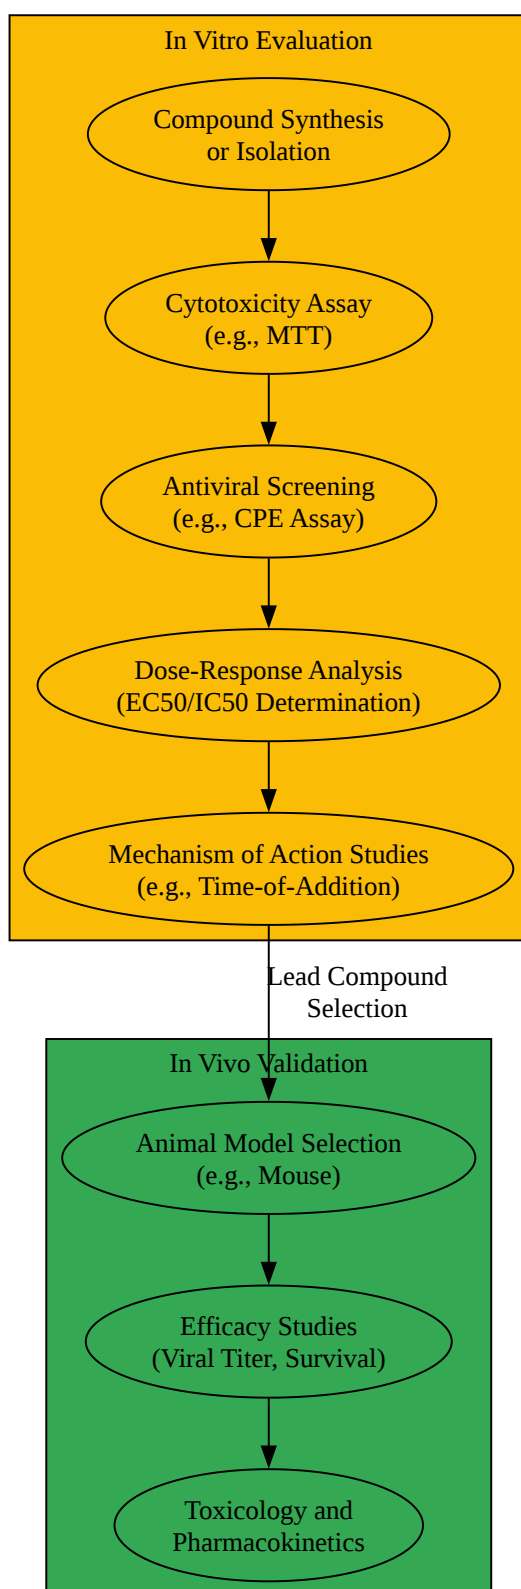 In Vitro Evaluation
Compound Synthesis
or Isolation
Cytotoxicity Assay
(e.g., MTT)
Antiviral Screening
(e.g., CPE Assay)
Dose-Response Analysis
(EC50/IC50 Determination)
Mechanism of Action Studies
(e.g., Time-of-Addition)
Lead Compound
Selection
In Vivo Validation
Animal Model Selection
(e.g., Mouse)
Efficacy Studies
(Viral Titer, Survival)
Toxicology and
Pharmacokinetics